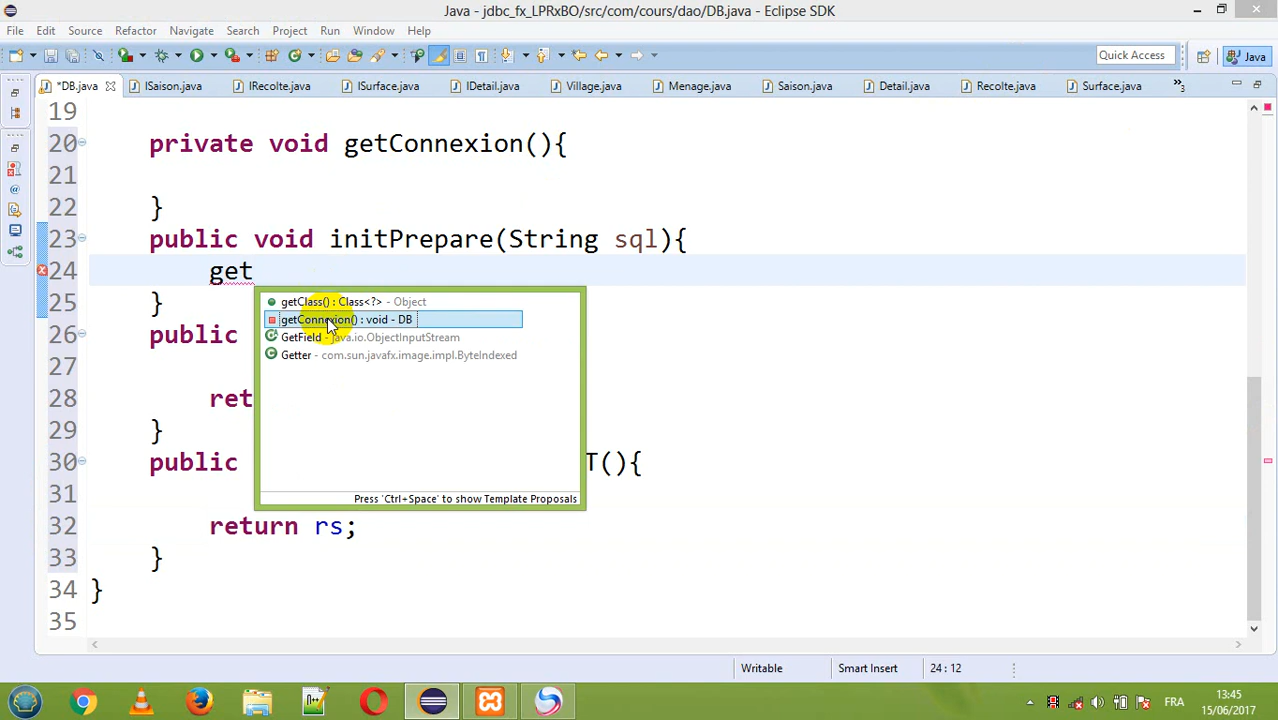 Java - jdbc_fx_LPRxBO/src/com/cours/dao/DB.java - Eclipse SDK
File Edit Source Refactor Navigate Search Project Run Window Help
Quick Access Java
*DB.java ISaison.java IRecolte.java ISurface.java IDetail.java Village.java Menage.java Saison.java Detail.java Recolte.java Surface.java »3
19
20 private void getConnexion(){
21
22 }
23 public void initPrepare(String sql){
24 get
25 }
26 public
27
28 ret
29 }
30 public T(){
31
32 return rs;
33 }
34 }
35
getClass() : Class<?> - Object
getConnexion() : void - DB
GetField - java.io.ObjectInputStream
Getter - com.sun.javafx.image.impl.ByteIndexed
Press 'Ctrl+Space' to show Template Proposals
Writable Smart Insert 24 : 12
FRA 13:45
15/06/2017